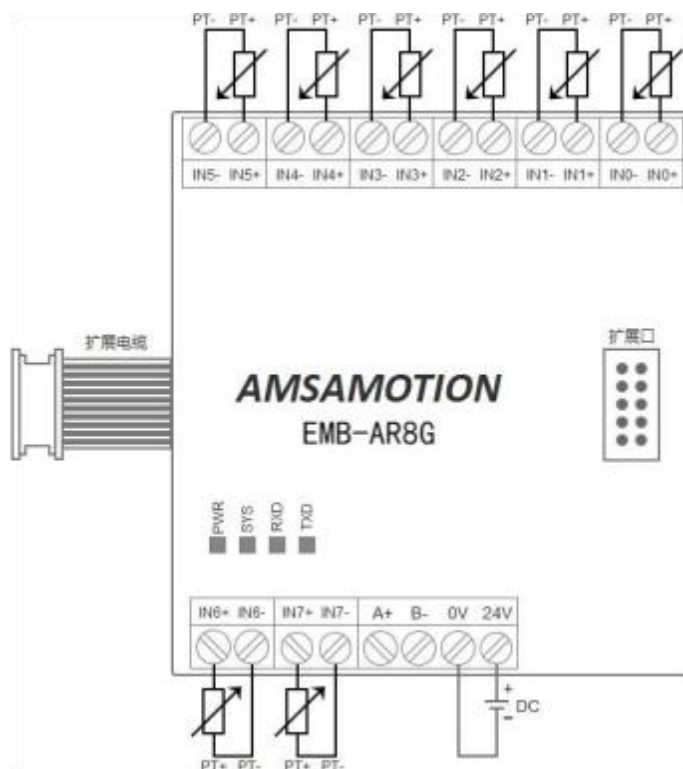 PT- PT+ PT- PT+ PT- PT+ PT- PT+ PT- PT+ PT- PT+
IN5- IN5+ IN4- IN4+ IN3- IN3+ IN2- IN2+ IN1- IN1+ IN0- IN0+
扩展电缆
扩展口
AMSAMOTION
EMB-AR8G
PWR SYS RXD TXD
IN6+ IN6- IN7+ IN7- A+ B- 0V 24V
+
DC
-
PT+ PT- PT+ PT-